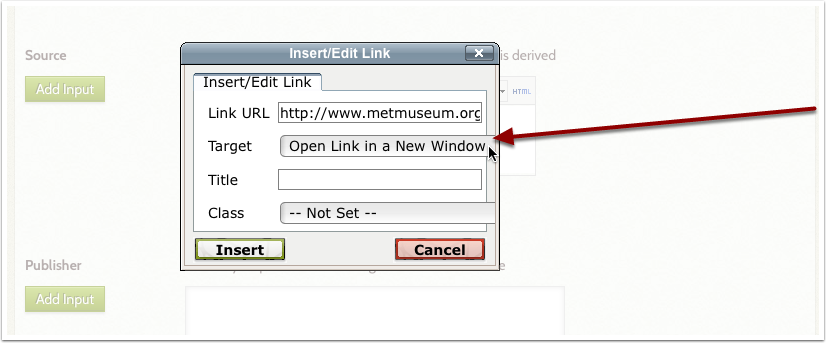 Insert/Edit Link
Source
is derived
Add Input
HTML
Insert/Edit Link
Link URL http://www.metmuseum.org
Target Open Link in a New Window
Title
Class -- Not Set --
Insert Cancel
Publisher
Add Input